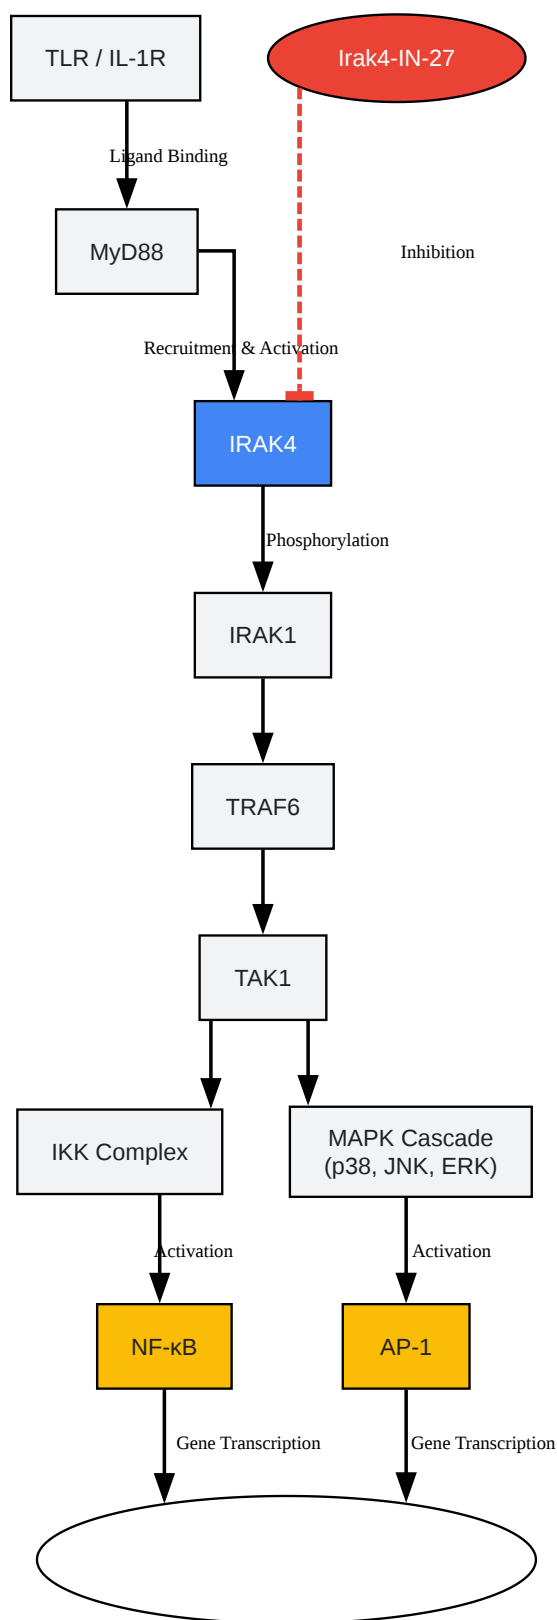 TLR / IL-1R
Irak4-IN-27
Ligand Binding
MyD88
Inhibition
Recruitment & Activation
IRAK4
Phosphorylation
IRAK1
TRAF6
TAK1
IKK Complex
MAPK Cascade
(p38, JNK, ERK)
Activation
Activation
NF-κB
AP-1
Gene Transcription
Gene Transcription